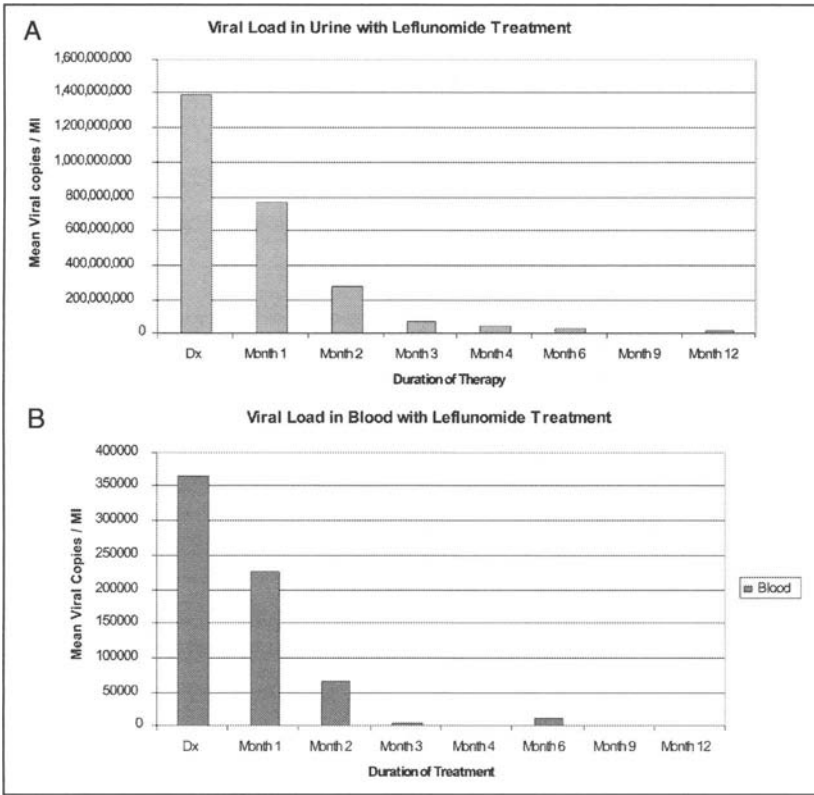 A
Viral Load in Urine with Leflunomide Treatment
1,600,000,000
1,400,000,000
1,200,000,000
1,000,000,000
800,000,000
600,000,000
400,000,000
200,000,000
0
Mean Viral copies / Ml
Dx Month 1 Month 2 Month 3 Month 4 Month 6 Month 9 Month 12
Duration of Therapy
B
Viral Load in Blood with Leflunomide Treatment
400000
350000
300000
250000
200000
150000
100000
50000
0
Mean Viral Copies / Ml
Blood
Dx Month 1 Month 2 Month 3 Month 4 Month 6 Month 9 Month 12
Duration of Treatment